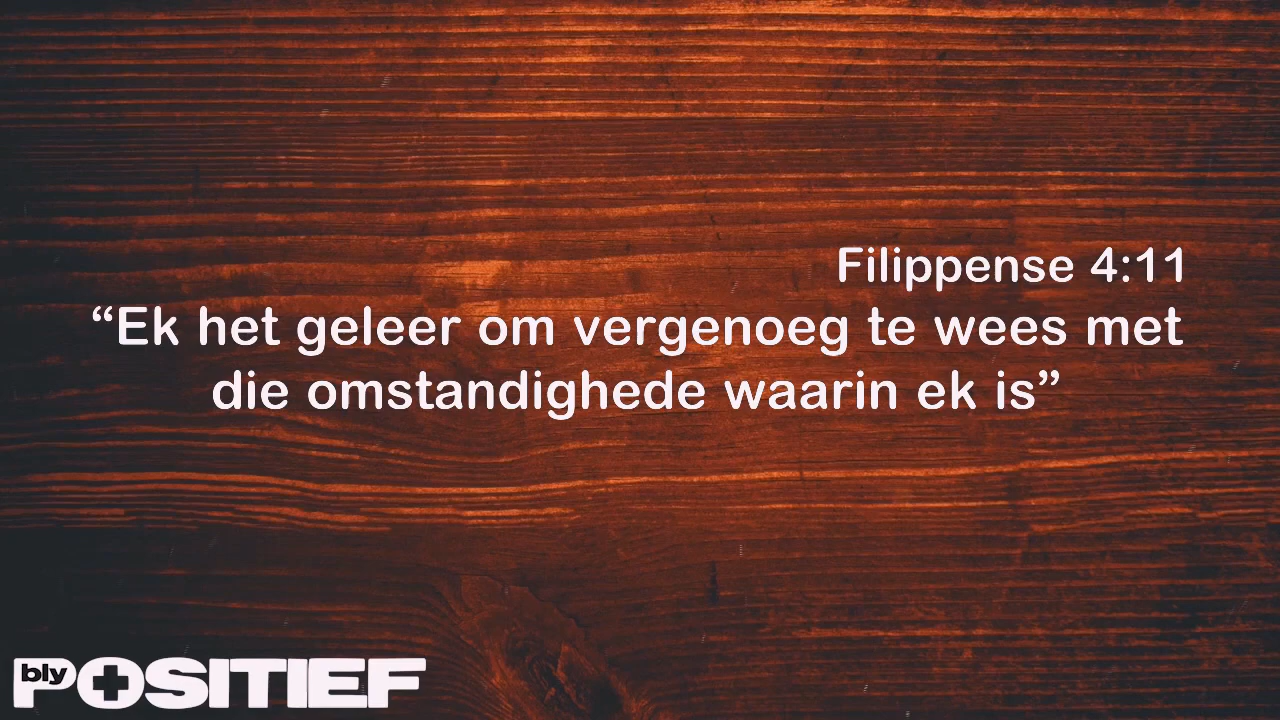 Filippense 4:11
“Ek het geleer om vergenoeg te wees met
die omstandighede waarin ek is”
bly
POSITIEF